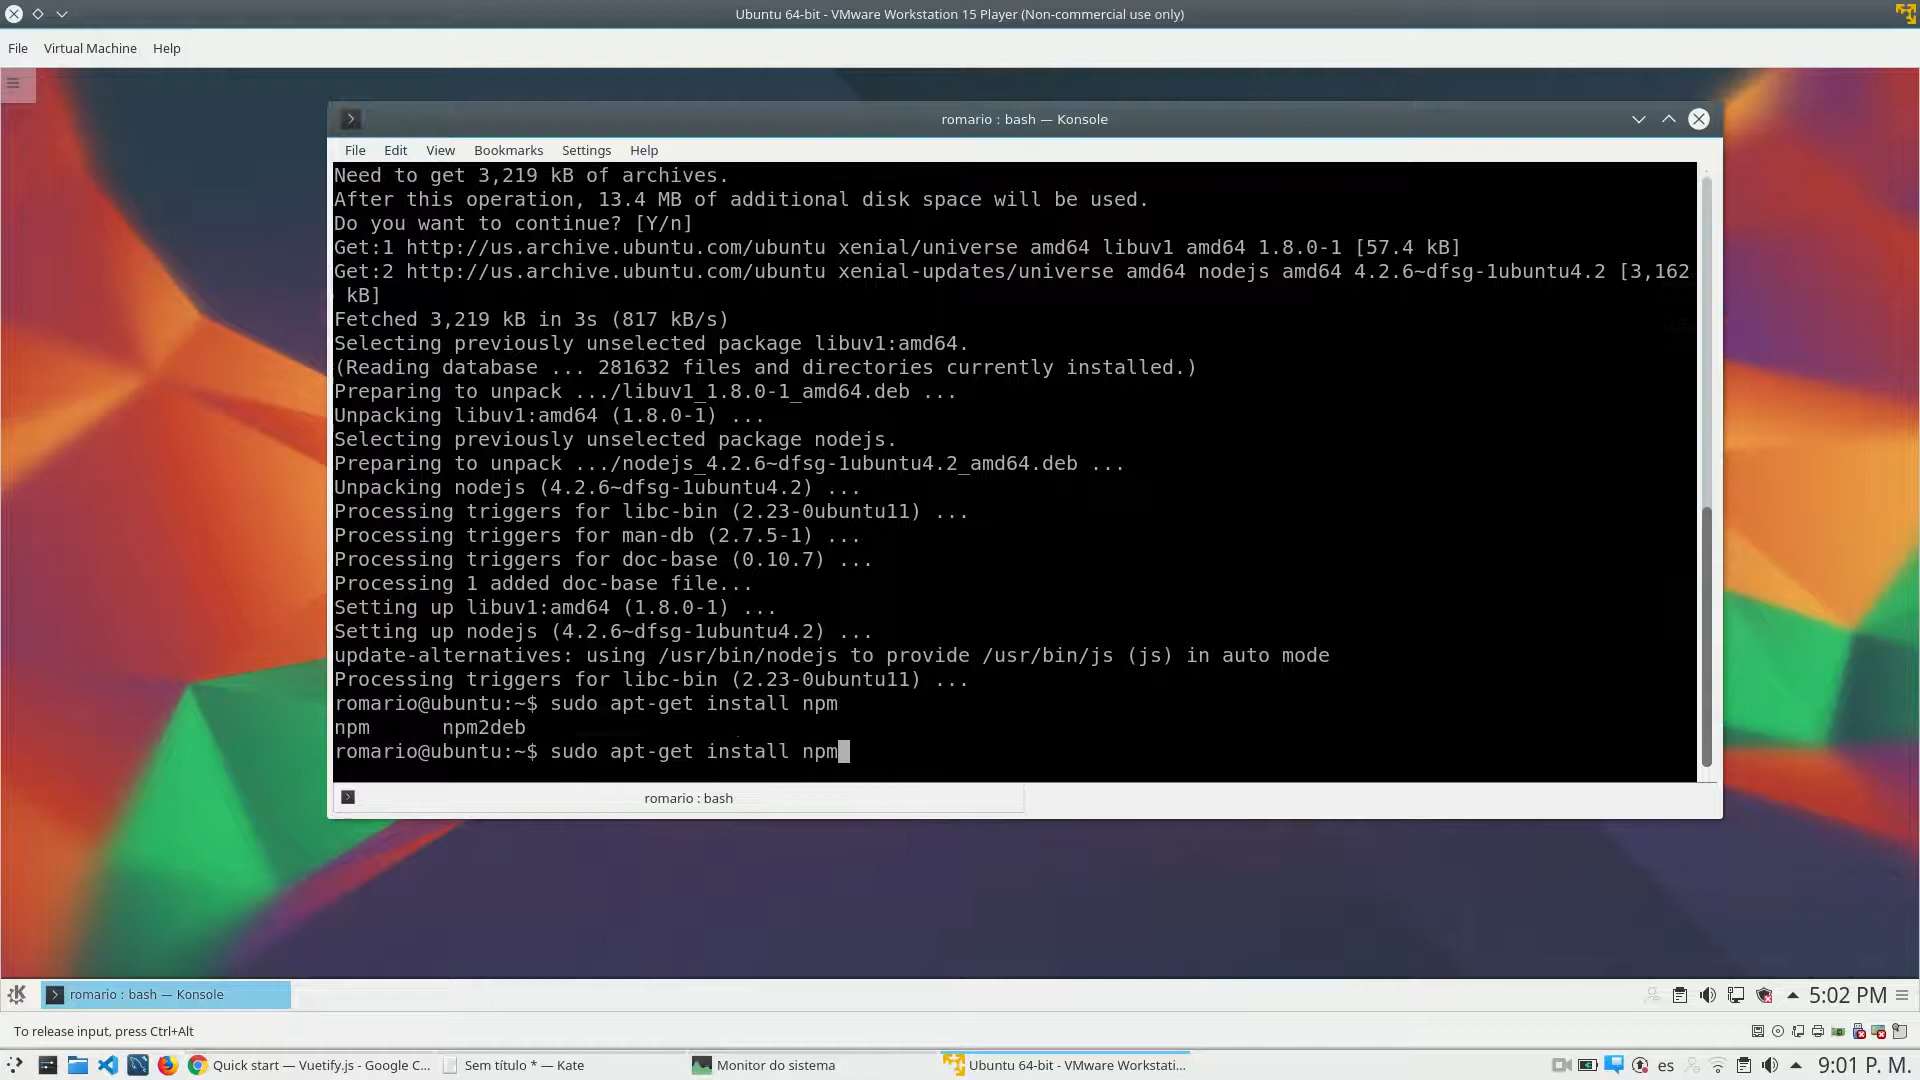 Ubuntu 64-bit - VMware Workstation 15 Player (Non-commercial use only)
File Virtual Machine Help
romario : bash — Konsole
File Edit View Bookmarks Settings Help
Need to get 3,219 kB of archives.
After this operation, 13.4 MB of additional disk space will be used.
Do you want to continue? [Y/n]
Get:1 http://us.archive.ubuntu.com/ubuntu xenial/universe amd64 libuv1 amd64 1.8.0-1 [57.4 kB]
Get:2 http://us.archive.ubuntu.com/ubuntu xenial-updates/universe amd64 nodejs amd64 4.2.6~dfsg-1ubuntu4.2 [3,162
kB]
Fetched 3,219 kB in 3s (817 kB/s)
Selecting previously unselected package libuv1:amd64.
(Reading database ... 281632 files and directories currently installed.)
Preparing to unpack .../libuv1_1.8.0-1_amd64.deb ...
Unpacking libuv1:amd64 (1.8.0-1) ...
Selecting previously unselected package nodejs.
Preparing to unpack .../nodejs_4.2.6~dfsg-1ubuntu4.2_amd64.deb ...
Unpacking nodejs (4.2.6~dfsg-1ubuntu4.2) ...
Processing triggers for libc-bin (2.23-0ubuntu11) ...
Processing triggers for man-db (2.7.5-1) ...
Processing triggers for doc-base (0.10.7) ...
Processing 1 added doc-base file...
Setting up libuv1:amd64 (1.8.0-1) ...
Setting up nodejs (4.2.6~dfsg-1ubuntu4.2) ...
update-alternatives: using /usr/bin/nodejs to provide /usr/bin/js (js) in auto mode
Processing triggers for libc-bin (2.23-0ubuntu11) ...
romario@ubuntu:~$ sudo apt-get install npm
npm npm2deb
romario@ubuntu:~$ sudo apt-get install npm
romario : bash
romario : bash — Konsole
5:02 PM
To release input, press Ctrl+Alt
Quick start — Vuetify.js - Google C...
Sem título * — Kate
Monitor do sistema
Ubuntu 64-bit - VMware Workstati...
es
9:01 P. M.